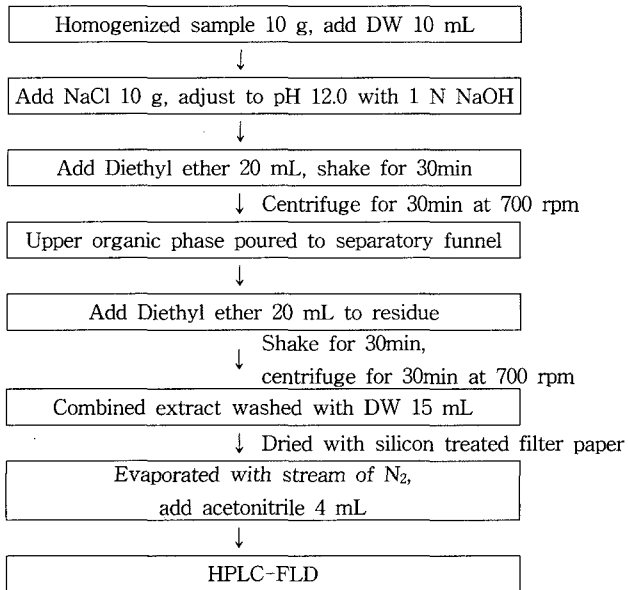 Homogenized sample 10 g, add DW 10 mL
↓
Add NaCl 10 g, adjust to pH 12.0 with 1 N NaOH
↓
Add Diethyl ether 20 mL, shake for 30min
↓ Centrifuge for 30min at 700 rpm
Upper organic phase poured to separatory funnel
↓
Add Diethyl ether 20 mL to residue
Shake for 30min,
↓
centrifuge for 30min at 700 rpm
Combined extract washed with DW 15 mL
↓ Dried with silicon treated filter paper
Evaporated with stream of N₂,
add acetonitrile 4 mL
↓
HPLC-FLD